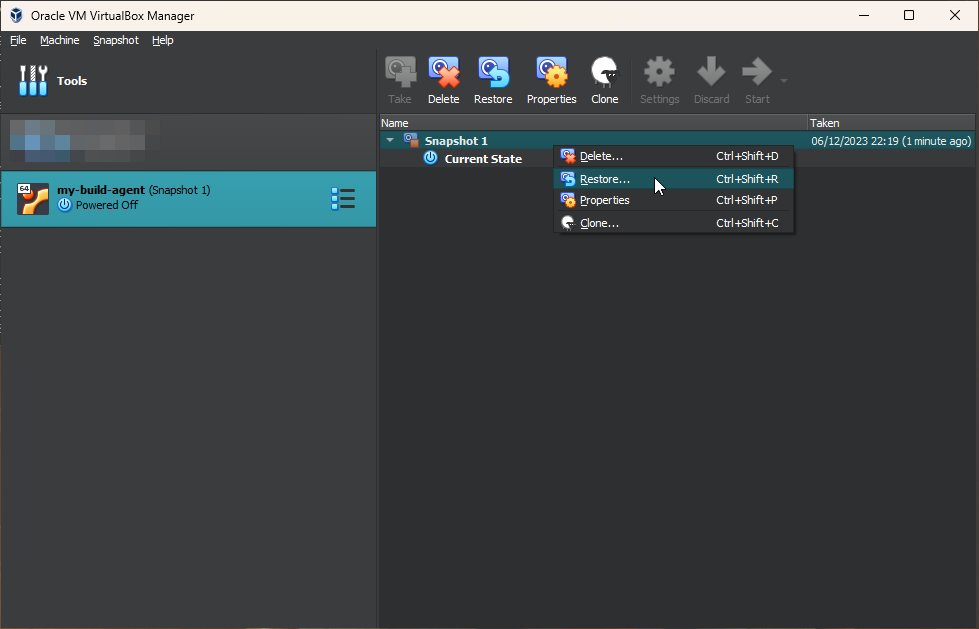 Oracle VM VirtualBox Manager
File Machine Snapshot Help
Tools
Take Delete Restore Properties Clone Settings Discard Start
Name Taken
Snapshot 1 06/12/2023 22:19 (1 minute ago)
Current State
Delete... Ctrl+Shift+D
Restore... Ctrl+Shift+R
Properties Ctrl+Shift+P
Clone... Ctrl+Shift+C
64
my-build-agent (Snapshot 1)
Powered Off